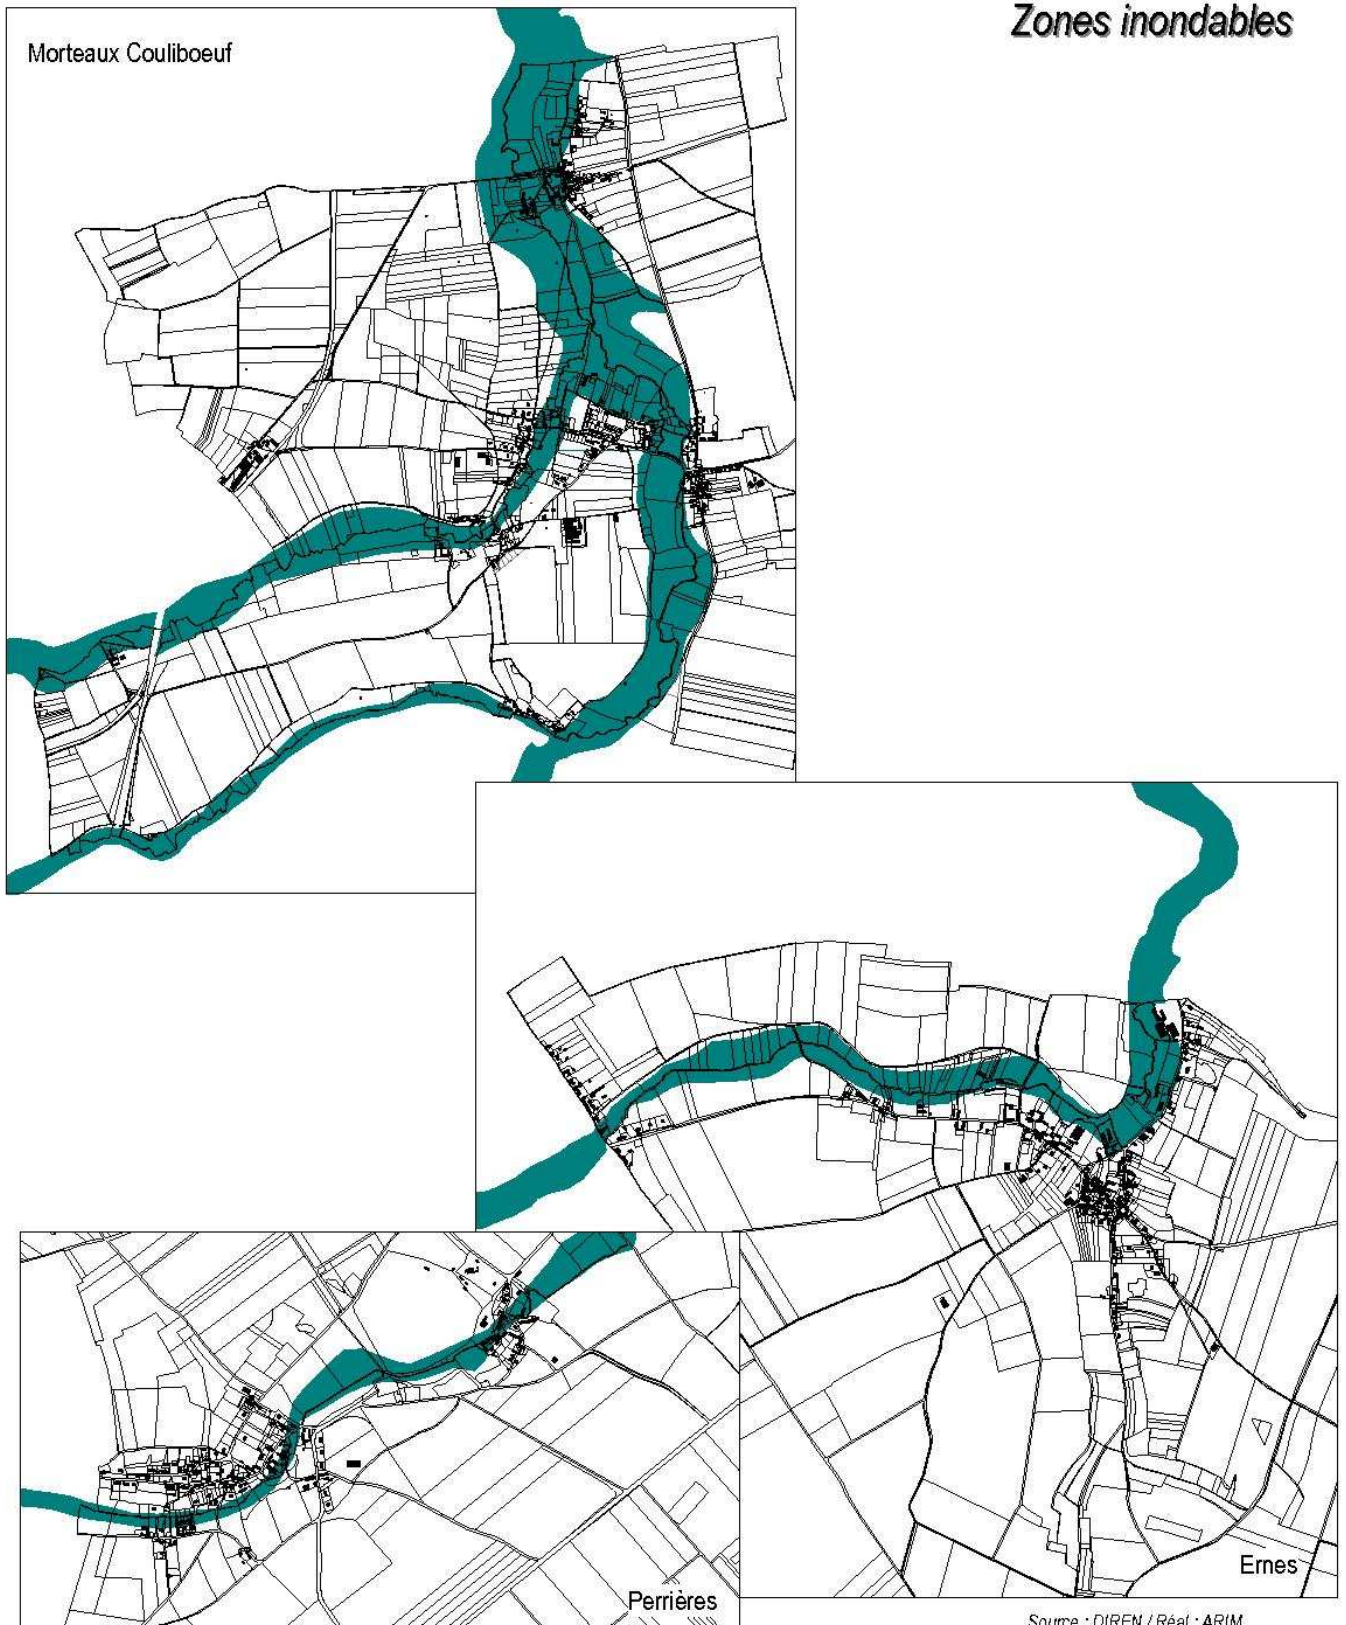 Zones inondables
Morteaux Couliboeuf
Ernes
Perrières
Source : DIREN / Réal : ARIM